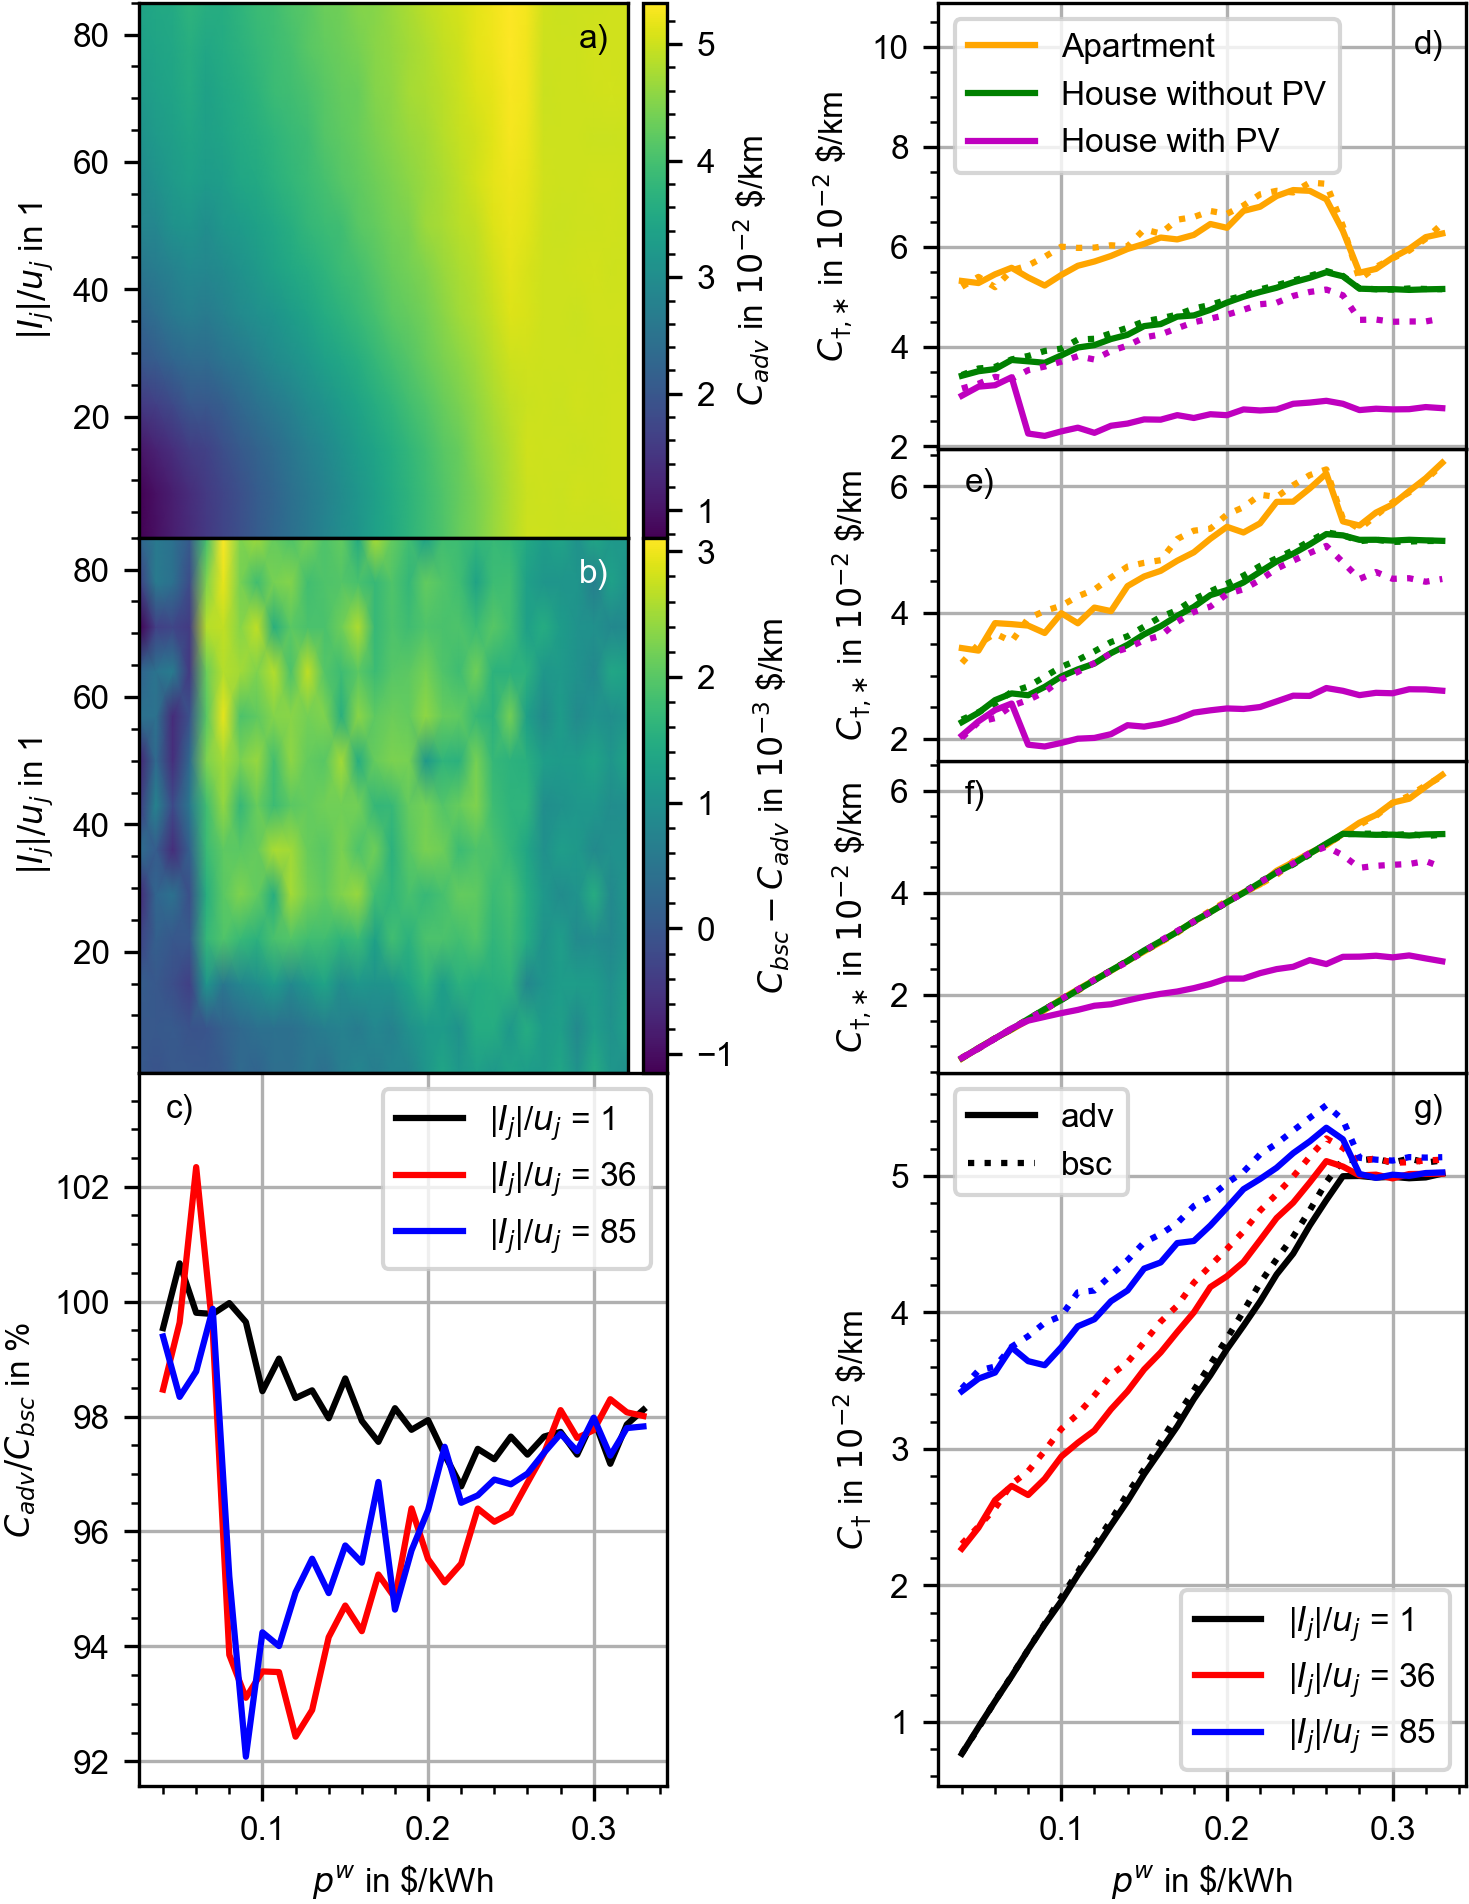 a)
80
60
40
20
|I_j|/u_j in 1
5
4
3
2
1
C_adv in 10^−2 $/km
b)
80
60
40
20
|I_j|/u_j in 1
3
2
1
0
−1
C_bsc − C_adv in 10^−3 $/km
c)
|I_j|/u_j = 1
|I_j|/u_j = 36
|I_j|/u_j = 85
102
100
98
96
94
92
C_adv/C_bsc in %
0.1
0.2
0.3
p^w in $/kWh
d)
Apartment
House without PV
House with PV
10
8
6
4
2
C_†,* in 10^−2 $/km
e)
6
4
2
C_†,* in 10^−2 $/km
f)
6
4
2
C_†,* in 10^−2 $/km
g)
adv
bsc
5
4
3
2
1
C_† in 10^−2 $/km
|I_j|/u_j = 1
|I_j|/u_j = 36
|I_j|/u_j = 85
0.1
0.2
0.3
p^w in $/kWh